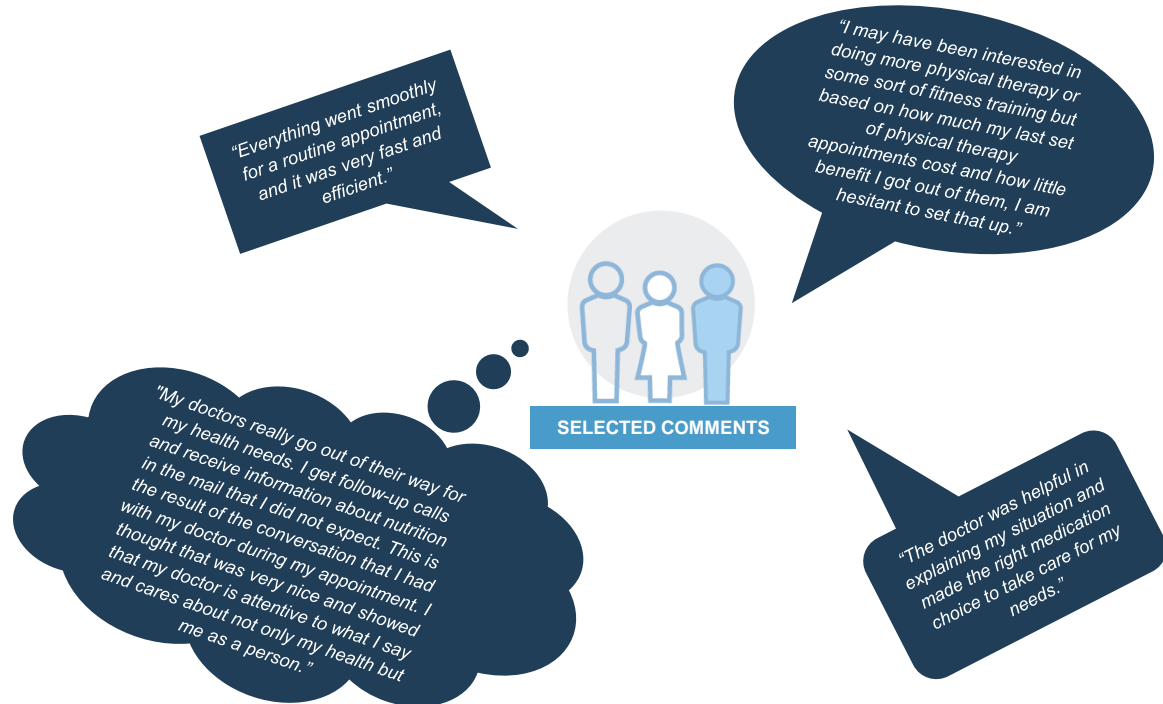 “Everything went smoothly
for a routine appointment,
and it was very fast and
efficient.”
“I may have been interested in
doing more physical therapy or
some sort of fitness training but
based on how much my last set
of physical therapy
appointments cost and how little
benefit I got out of them, I am
hesitant to set that up.”
SELECTED COMMENTS
"My doctors really go out of their way for
my health needs. I get follow-up calls
and receive information about nutrition
in the mail that I did not expect. This is
the result of the conversation that I had
with my doctor during my appointment. I
thought that was very nice and showed
that my doctor is attentive to what I say
and cares about not only my health but
me as a person.”
“The doctor was helpful in
explaining my situation and
made the right medication
choice to take care for my
needs.”